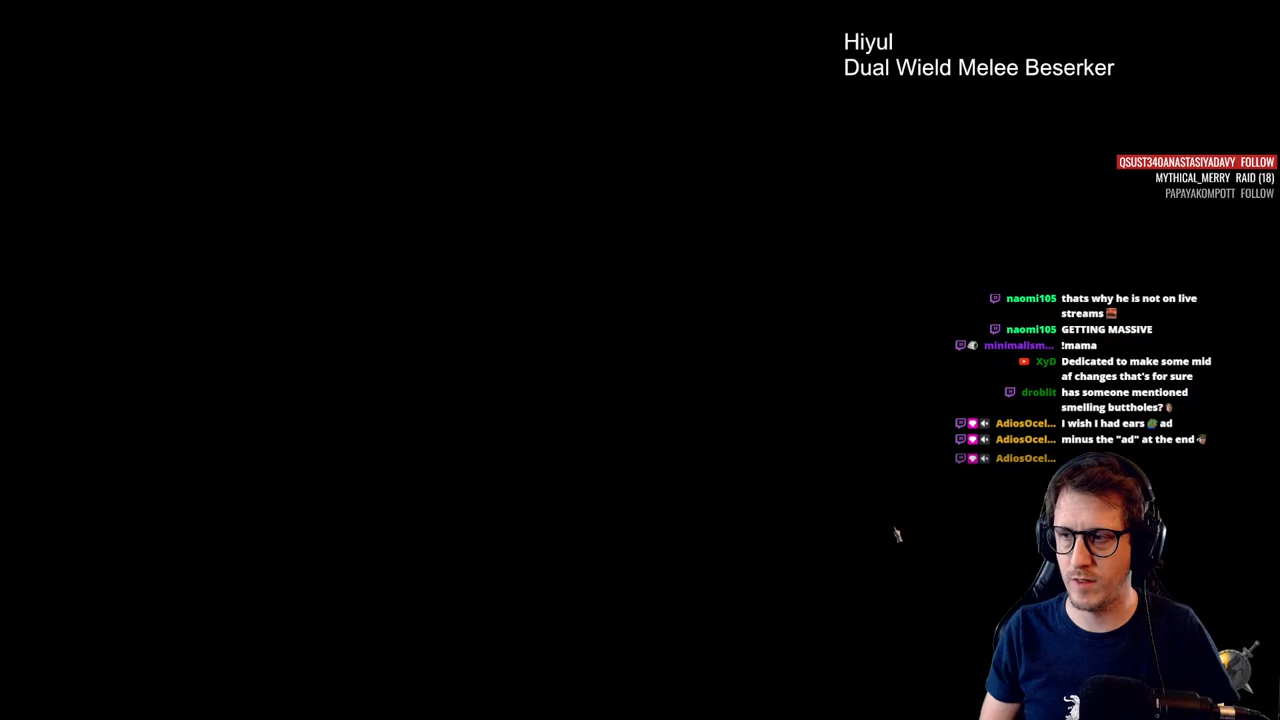 Hiyul
Dual Wield Melee Beserker
QSUST340ANASTASIYADAVY FOLLOW
MYTHICAL_MERRY RAID (18)
PAPAYAKOMPOTT FOLLOW
naomi105 thats why he is not on live
streams
naomi105 GETTING MASSIVE
minimalism... !mama
XyD Dedicated to make some mid
af changes that's for sure
droblit has someone mentioned
smelling buttholes?
AdiosOcel... I wish I had ears ad
AdiosOcel... minus the "ad" at the end
AdiosOcel...